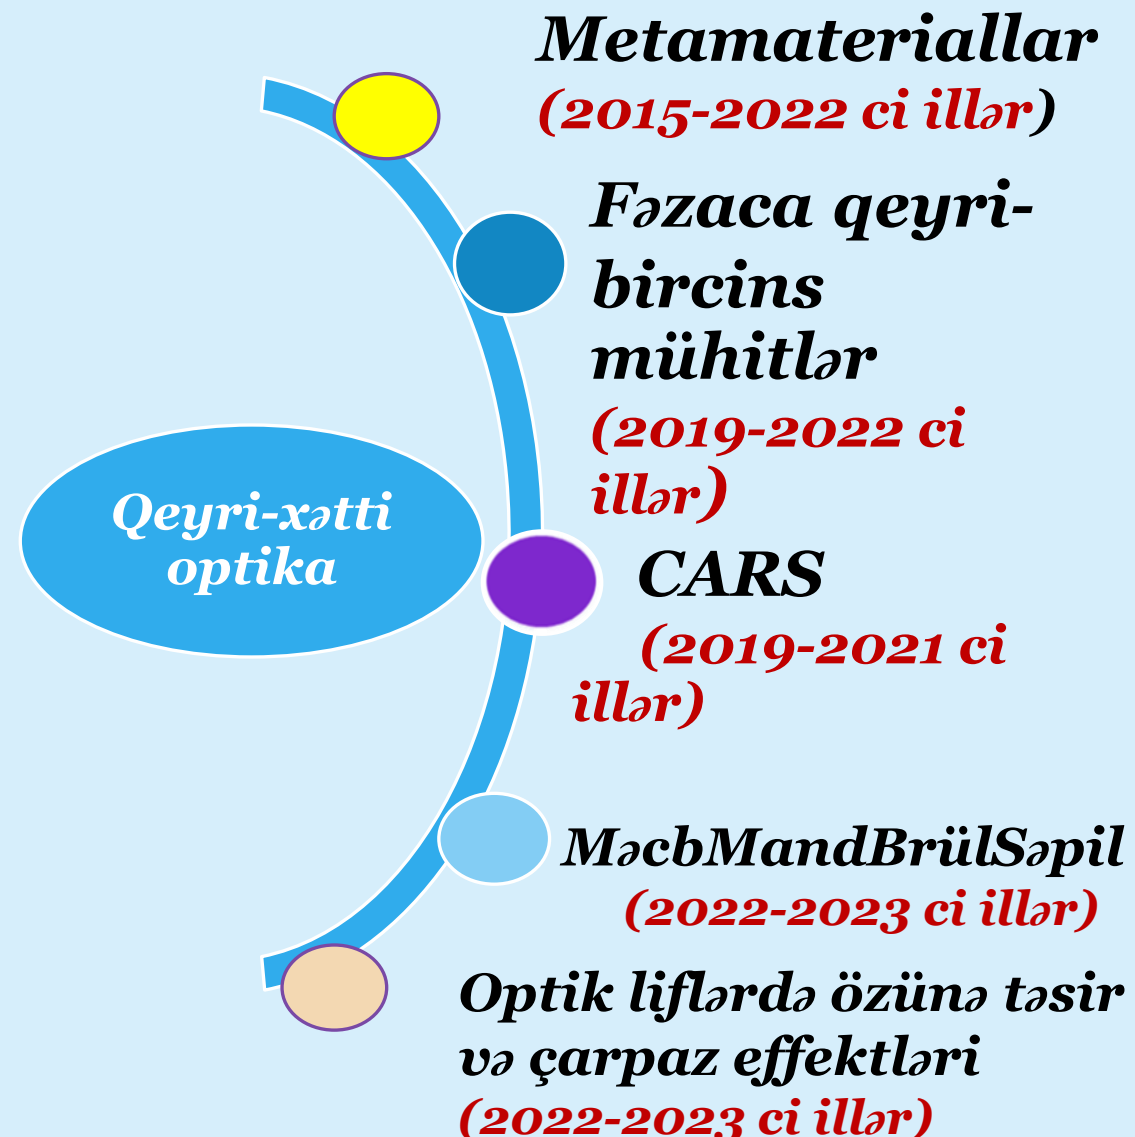 Metamateriallar
(2015-2022 ci illər)
Fəzaca qeyri-
bircins
mühitlər
(2019-2022 ci
illər)
Qeyri-xətti
optika
CARS
(2019-2021 ci
illər)
MəcbMandBrülSəpil
(2022-2023 ci illər)
Optik liflərdə özünə təsir
və çarpaz effektləri
(2022-2023 ci illər)